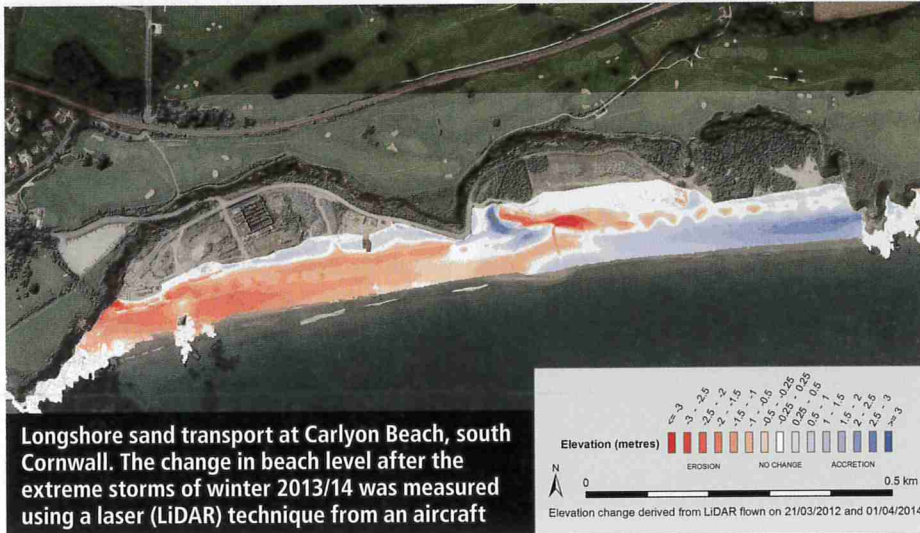 Longshore sand transport at Carlyon Beach, south
Cornwall. The change in beach level after the
extreme storms of winter 2013/14 was measured
using a laser (LiDAR) technique from an aircraft
Elevation (metres)
<= -3
-3 - -2.5
-2.5 - -2
-2 - -1.5
-1.5 - -1
-1 - -0.5
-0.5 - -0.25
-0.25 - 0.25
0.25 - 0.5
0.5 - 1
1 - 1.5
1.5 - 2
2 - 2.5
2.5 - 3
>= 3
EROSION NO CHANGE ACCRETION
N
0 0.5 km
Elevation change derived from LiDAR flown on 21/03/2012 and 01/04/2014